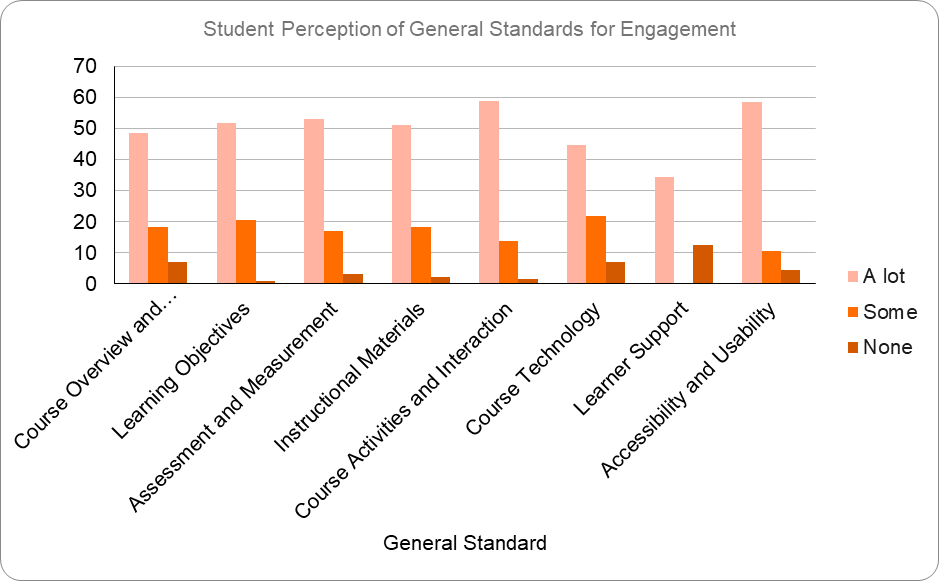 Student Perception of General Standards for Engagement
70
60
50
40
30
20
10
0
Course Overview and...
Learning Objectives
Assessment and Measurement
Instructional Materials
Course Activities and Interaction
Course Technology
Learner Support
Accessibility and Usability
A lot
Some
None
General Standard